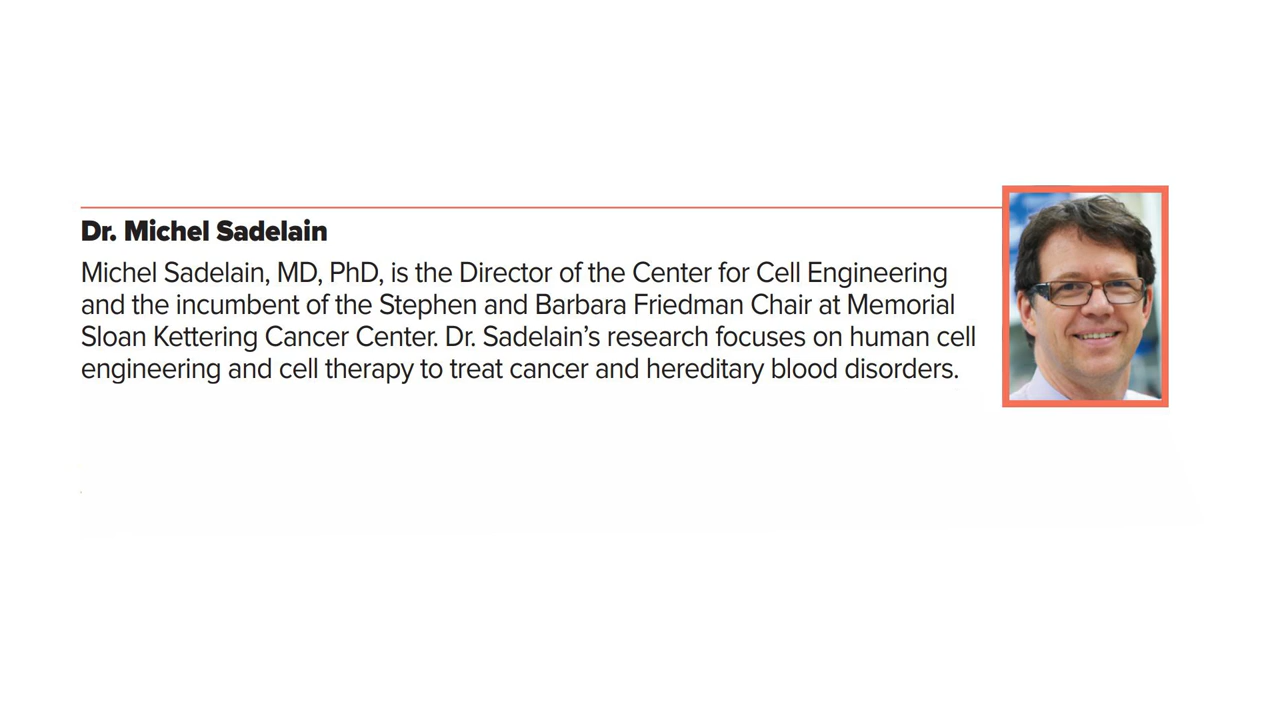 Dr. Michel Sadelain
Michel Sadelain, MD, PhD, is the Director of the Center for Cell Engineering
and the incumbent of the Stephen and Barbara Friedman Chair at Memorial
Sloan Kettering Cancer Center. Dr. Sadelain’s research focuses on human cell
engineering and cell therapy to treat cancer and hereditary blood disorders.